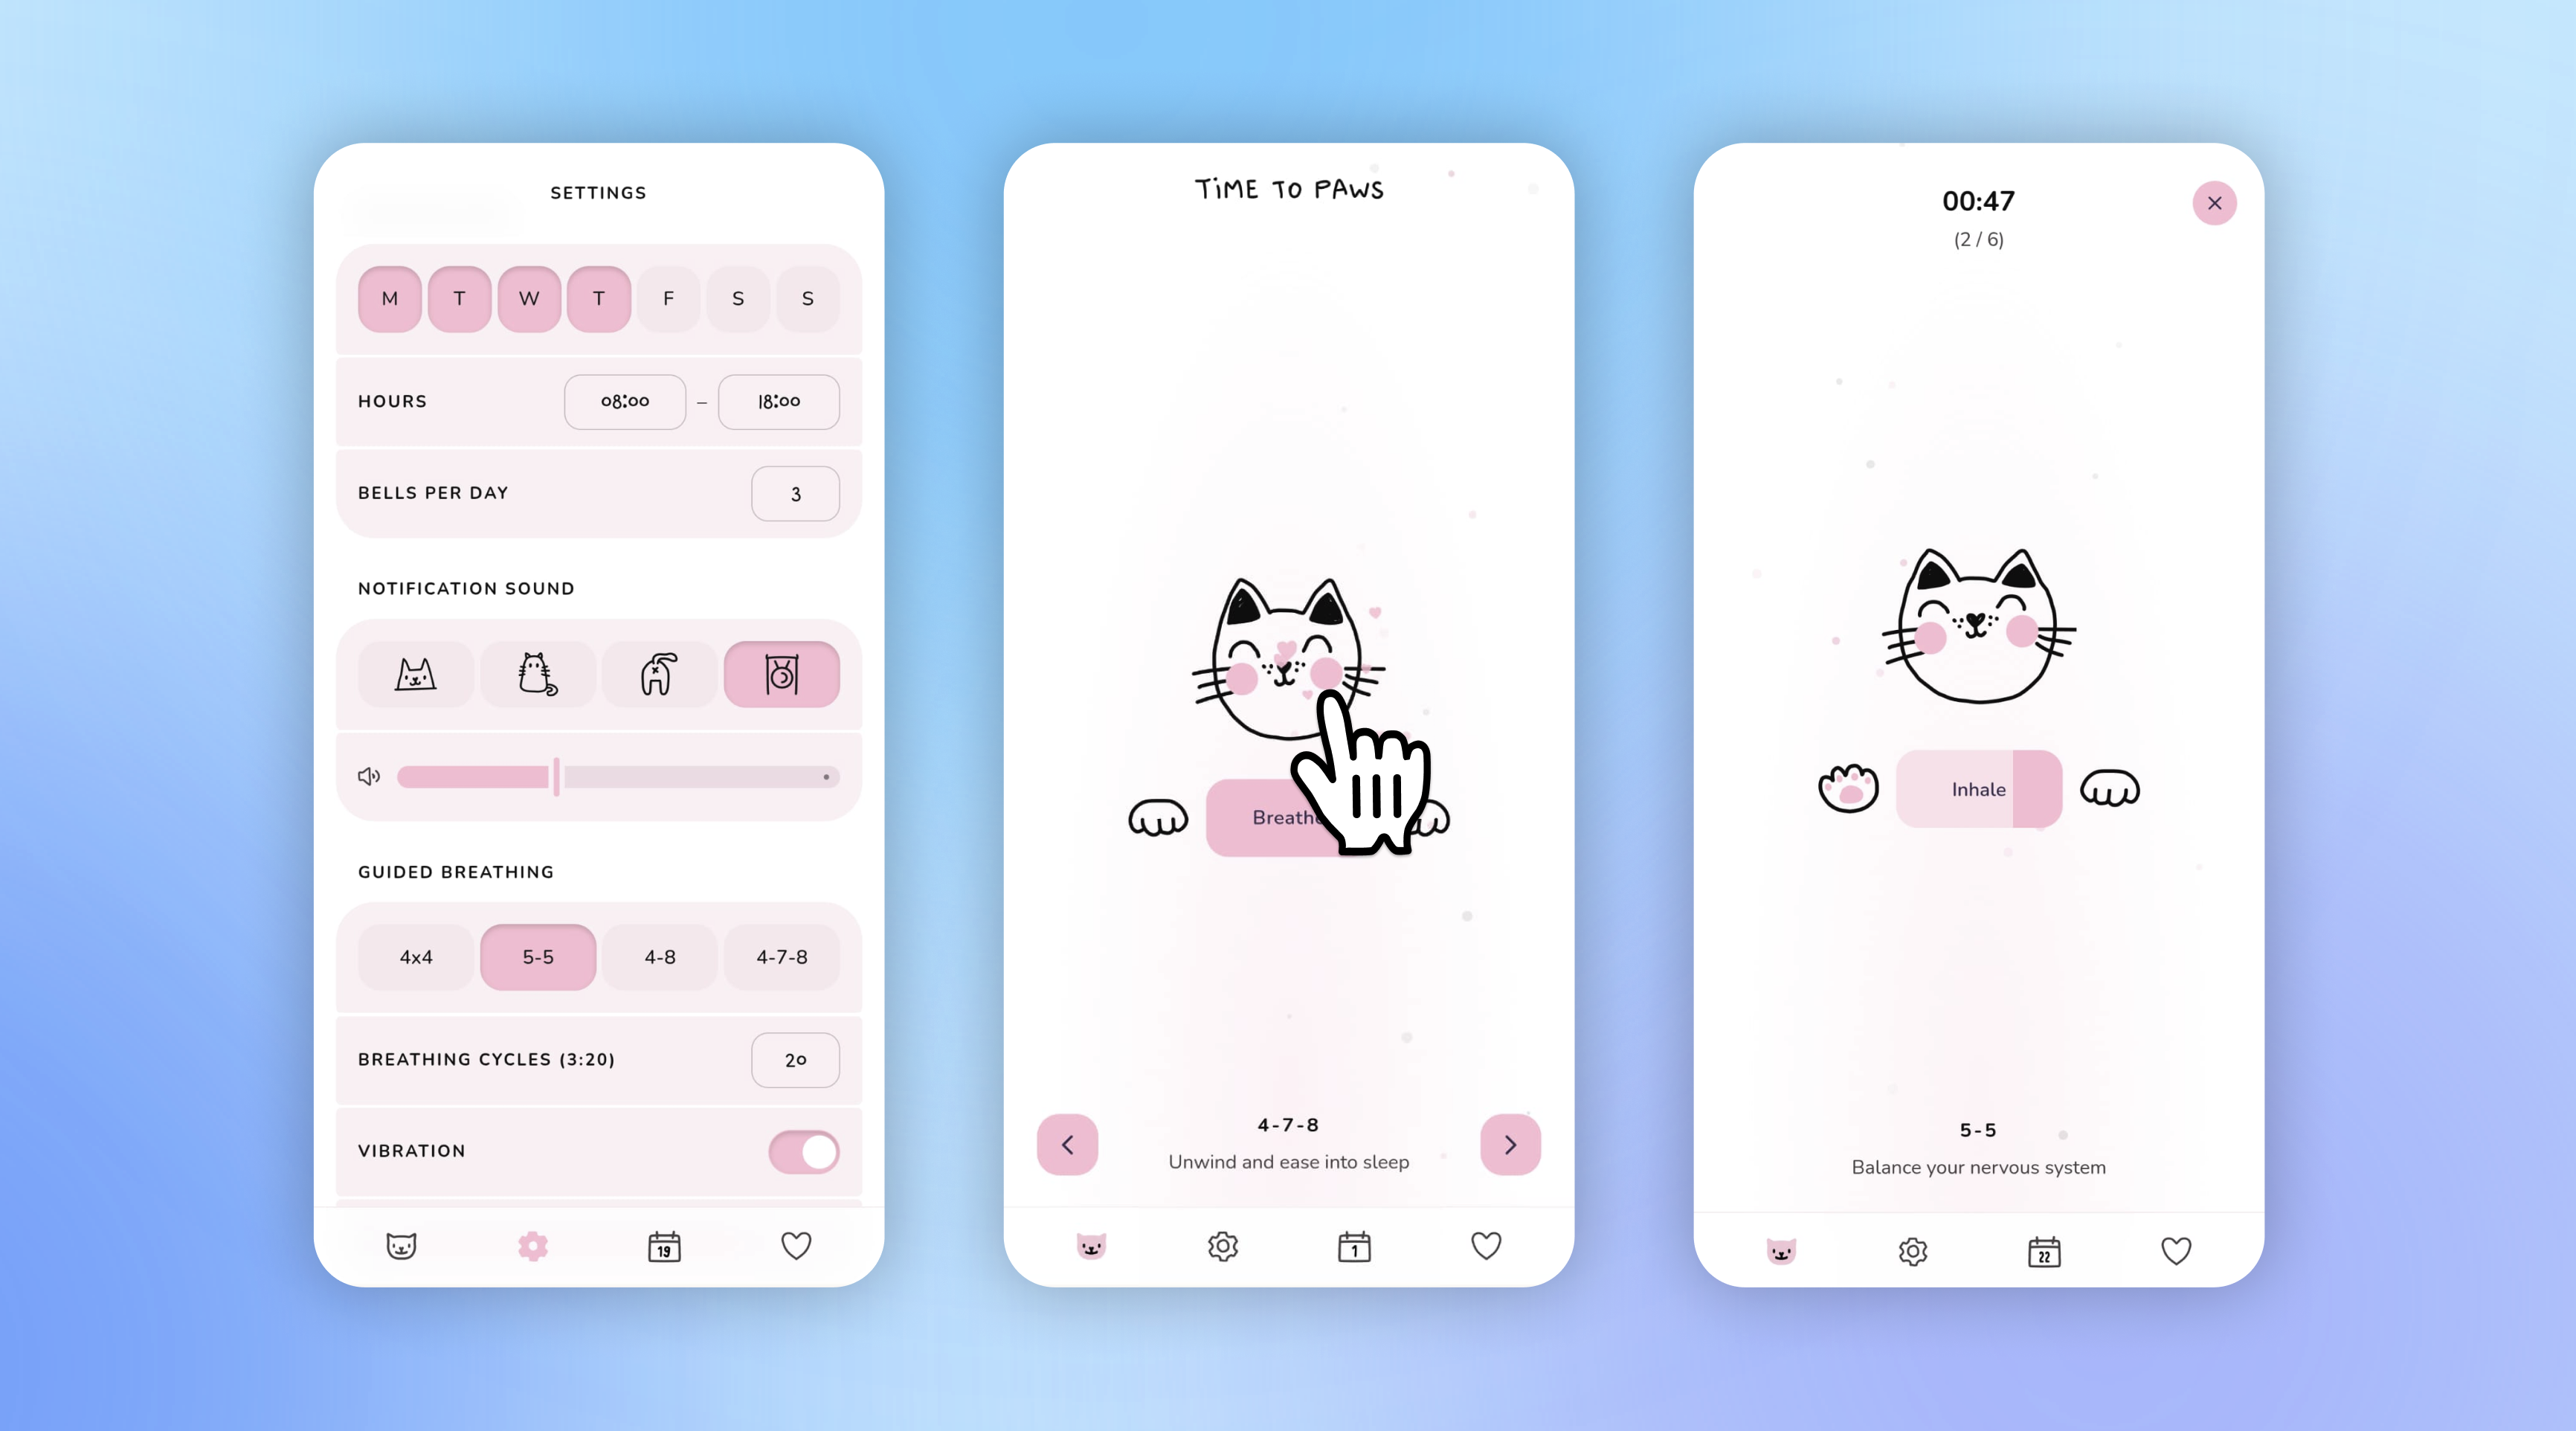 SETTINGS
M T W T F S S
HOURS 08:00 – 18:00
BELLS PER DAY 3
NOTIFICATION SOUND
GUIDED BREATHING
4x4 5-5 4-8 4-7-8
BREATHING CYCLES (3:20) 20
VIBRATION
19
TiME TO PAWS
4-7-8
Unwind and ease into sleep
1
00:47
(2 / 6)
Inhale
5-5
Balance your nervous system
22